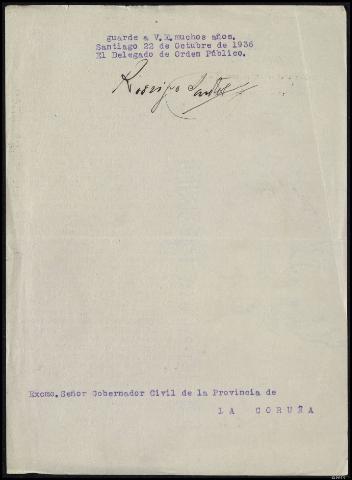 guarde a V.E.muchos años.
Santiago 22 de Octubre de 1936
El Delegado de Orden Público.
Excmo.Señor Gobernador Civil de la Provincia de
LA CORUÑA